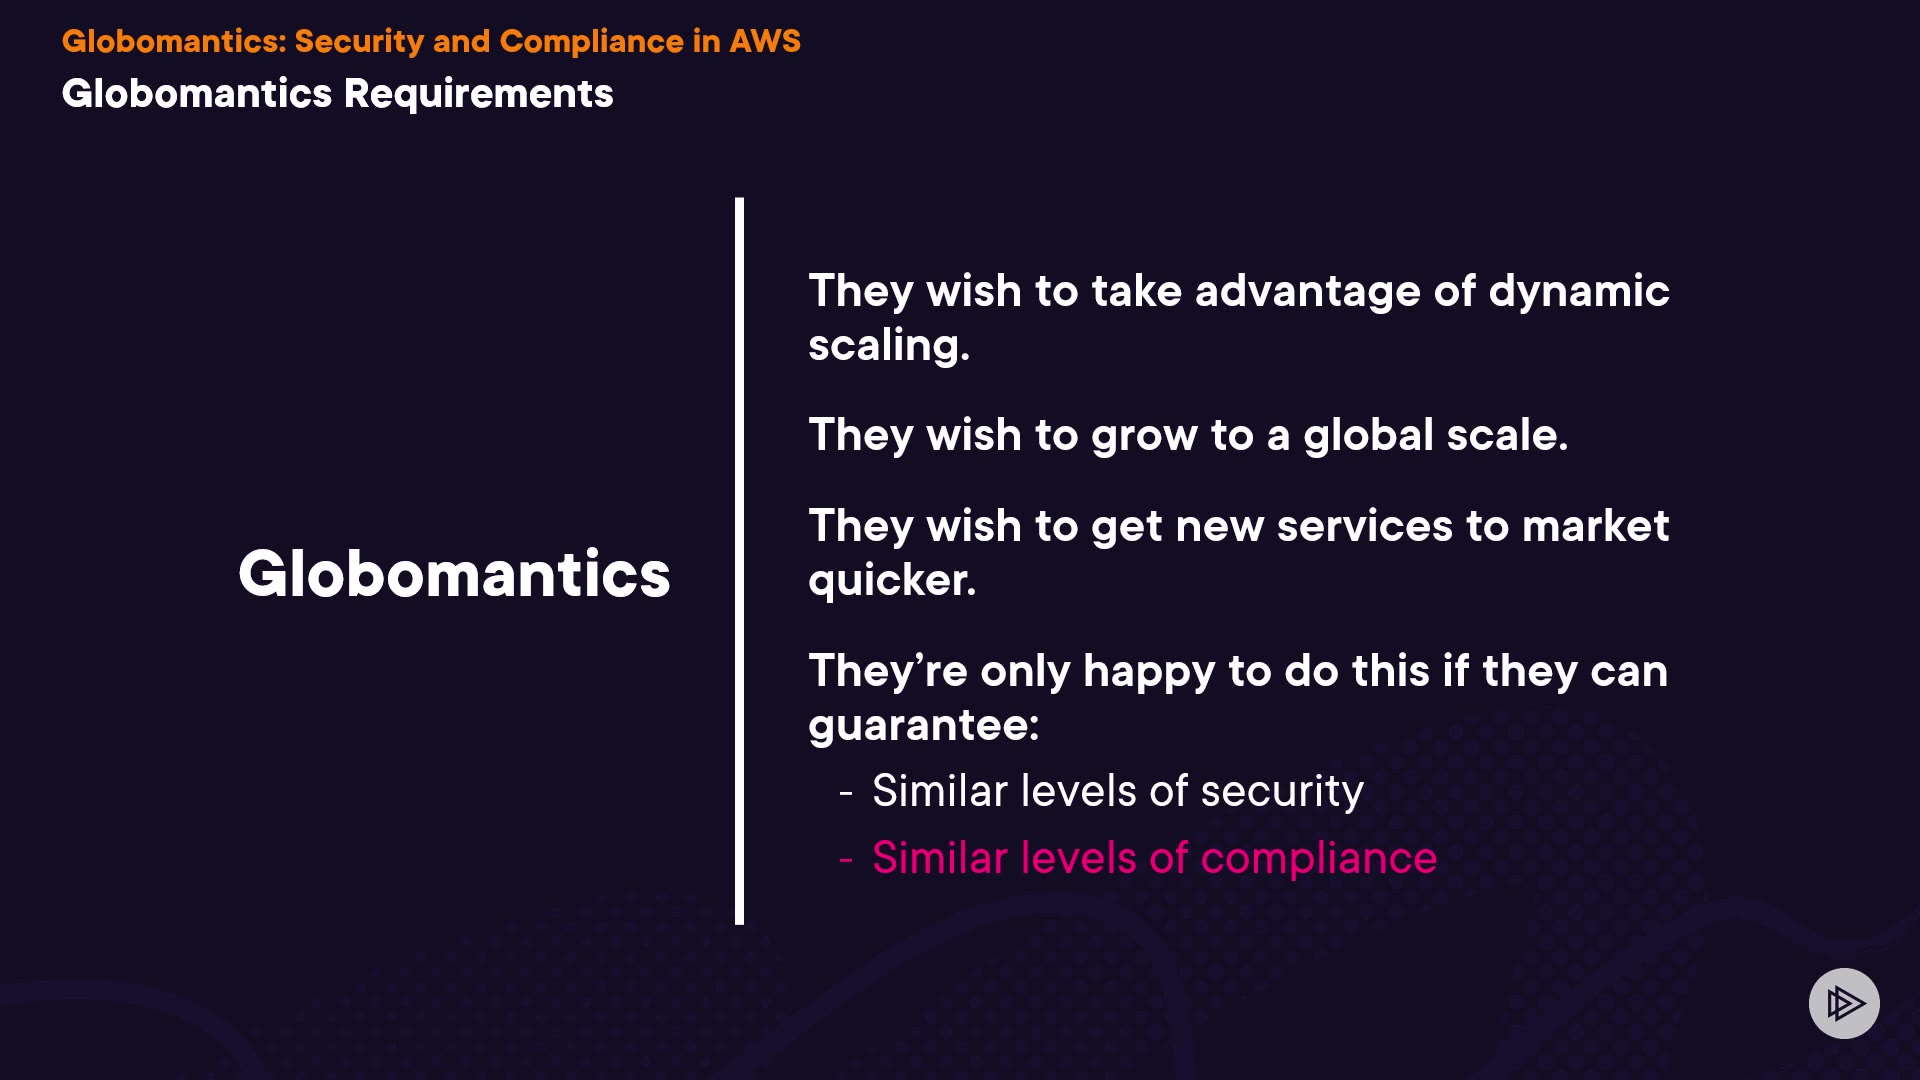 Globomantics: Security and Compliance in AWS
Globomantics Requirements
Globomantics
They wish to take advantage of dynamic
scaling.
They wish to grow to a global scale.
They wish to get new services to market
quicker.
They’re only happy to do this if they can
guarantee:
- Similar levels of security
- Similar levels of compliance